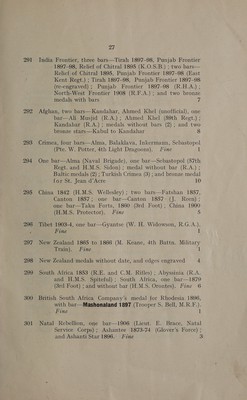 27
291 India Frontier, three bars—Tirah 1897-98, Punjab Frontier
1897-98, Relief of Chitral 1895 (K.O.S.B.) ; two bars—
Relief of Chitral 1895, Punjab Frontier 1897-98 (East
Kent Regt.) ; Tirah 1897-98, Punjab Frontier 1897-98
(re-engraved) ; Punjab Frontier 1897-98 (R.H.A.) ;
North-West Frontier 1908 (R.F.A.) ; and two bronze
medals with bars 7
292 Afghan, two bars—Kandahar, Ahmed Khel (unofficial), one
bar—Ali Musjid (R.A.) ; Ahmed Khel (59th Regt.) ;
Kandahar (R.A.) ; medals without bars (2) ; and two
bronze stars—Kabul to Kandahar 8
293 Crimea, four bars—Alma, Balaklava, Inkermann, Sebastopol
(Pte. W. Potter, 4th Light Dragoons). Fine 1
294 One bar—Alma (Naval Brigade), one bar—Sebastopol (57th
Regt. and H.M.S. Sidon) ; medal without bar (R.A.) ;
Baltic medals (2) ; Turkish Crimea (3) ; and bronze medal
for St. Jean d'Acre 10
295 China 1842 (H.M.S. Wellesley) ; two bars—Fatshan 1857,
Canton 1857 ; one bar—Canton 1857 (J. Room) ;
one bar—Taku Forts, 1860 (3rd Foot) ; China 1900
(H.M.S. Protector). Fine 5
296 Tibet 1903-4, one bar—Gyantse (W. H. Widowson, R.G.A.).
Fine 1
297 New Zealand 1865 to 1866 (M. Keane, 4th Battn. Military
Train). Fine 1
298 New Zealand medals without date, and edges engraved 4
299 South Africa 1853 (R.E. and C.M. Rifles) ; Abyssinia (R.A.
and H.M.S. Spiteful) ; South Africa, one bar—1879
(3rd Foot) ; and without bar (H.M.S. Orontes). Fine 6
300 British South Africa Company's medal for Rhodesia 1896,
with bar—Mashonaland 1897 (Trooper S. Bell, M.R.F.).
Fine 1
301 Natal Rebellion, one bar—1906 (Lieut. E. Brace, Natal
Service Corps) ; Ashantee 1873-74 (Glover's Force) ;
and Ashanti Star 1896. Fine 3